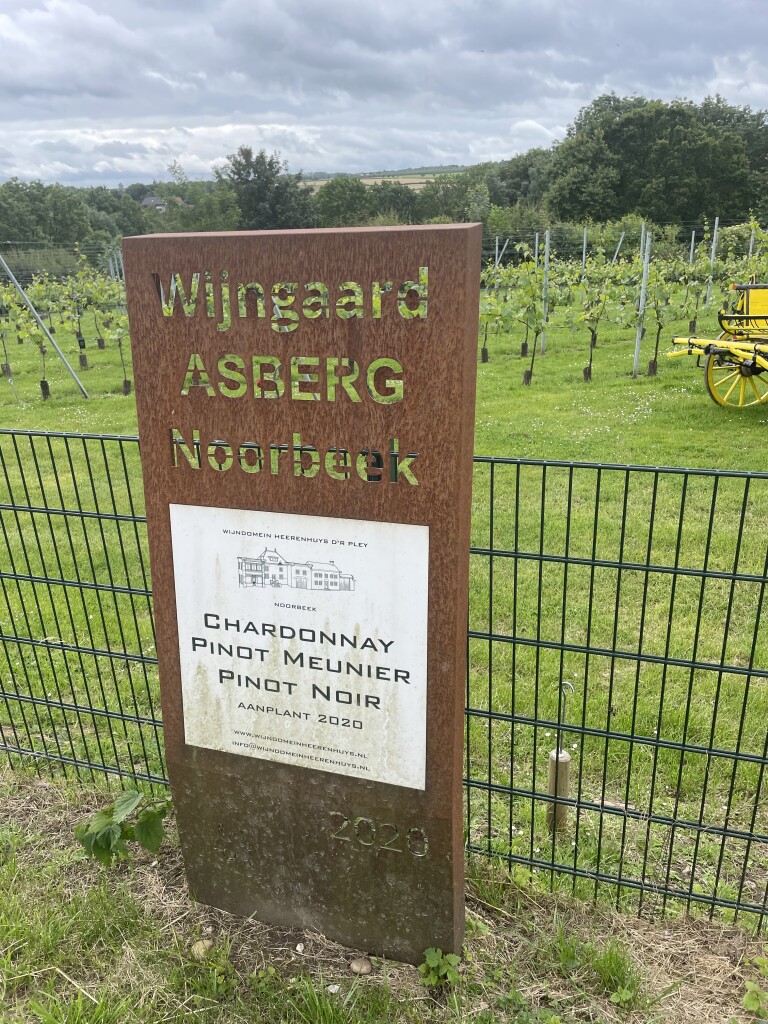 Wijngaard
ASBERG
Noorbeek
WIJNDOMEIN HEERENHUYS D'R PLEY
NOORBEEK
CHARDONNAY
PINOT MEUNIER
PINOT NOIR
AANPLANT 2020
WWW.WIJNDOMEINHEERENHUYS.NL
INFO@WIJNDOMEINHEERENHUYS.NL
2020